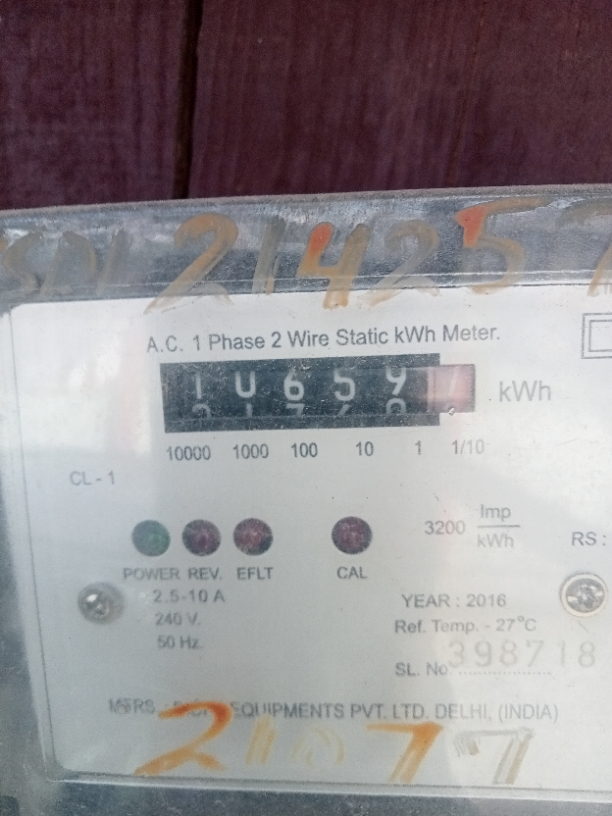 214257
A.C. 1 Phase 2 Wire Static kWh Meter.
10659 kWh
10000 1000 100 10 1 1/10
CL - 1
3200 Imp/kWh
RS :
POWER REV. EFLT CAL
2.5-10 A
240 V.
50 Hz
YEAR : 2016
Ref. Temp. - 27°C
SL. No. 398718
EQUIPMENTS PVT. LTD. DELHI, (INDIA)